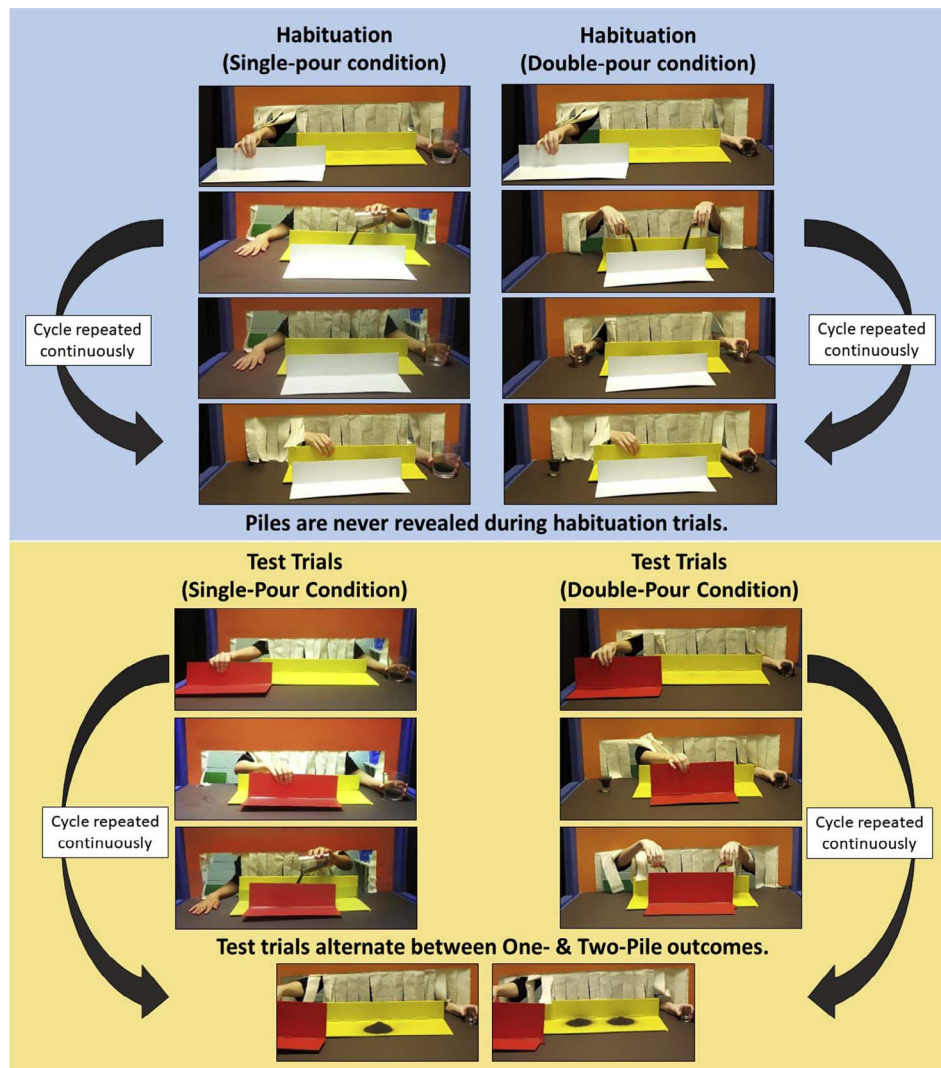 Habituation
(Single-pour condition)
Habituation
(Double-pour condition)
Cycle repeated
continuously
Cycle repeated
continuously
Piles are never revealed during habituation trials.
Test Trials
(Single-Pour Condition)
Test Trials
(Double-Pour Condition)
Cycle repeated
continuously
Cycle repeated
continuously
Test trials alternate between One- & Two-Pile outcomes.